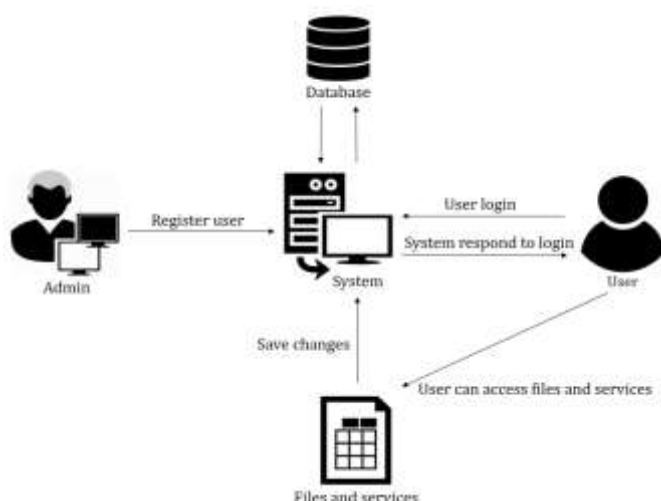 Database
Register user
User login
System respond to login
Admin
System
User
Save changes
User can access files and services
Files and services